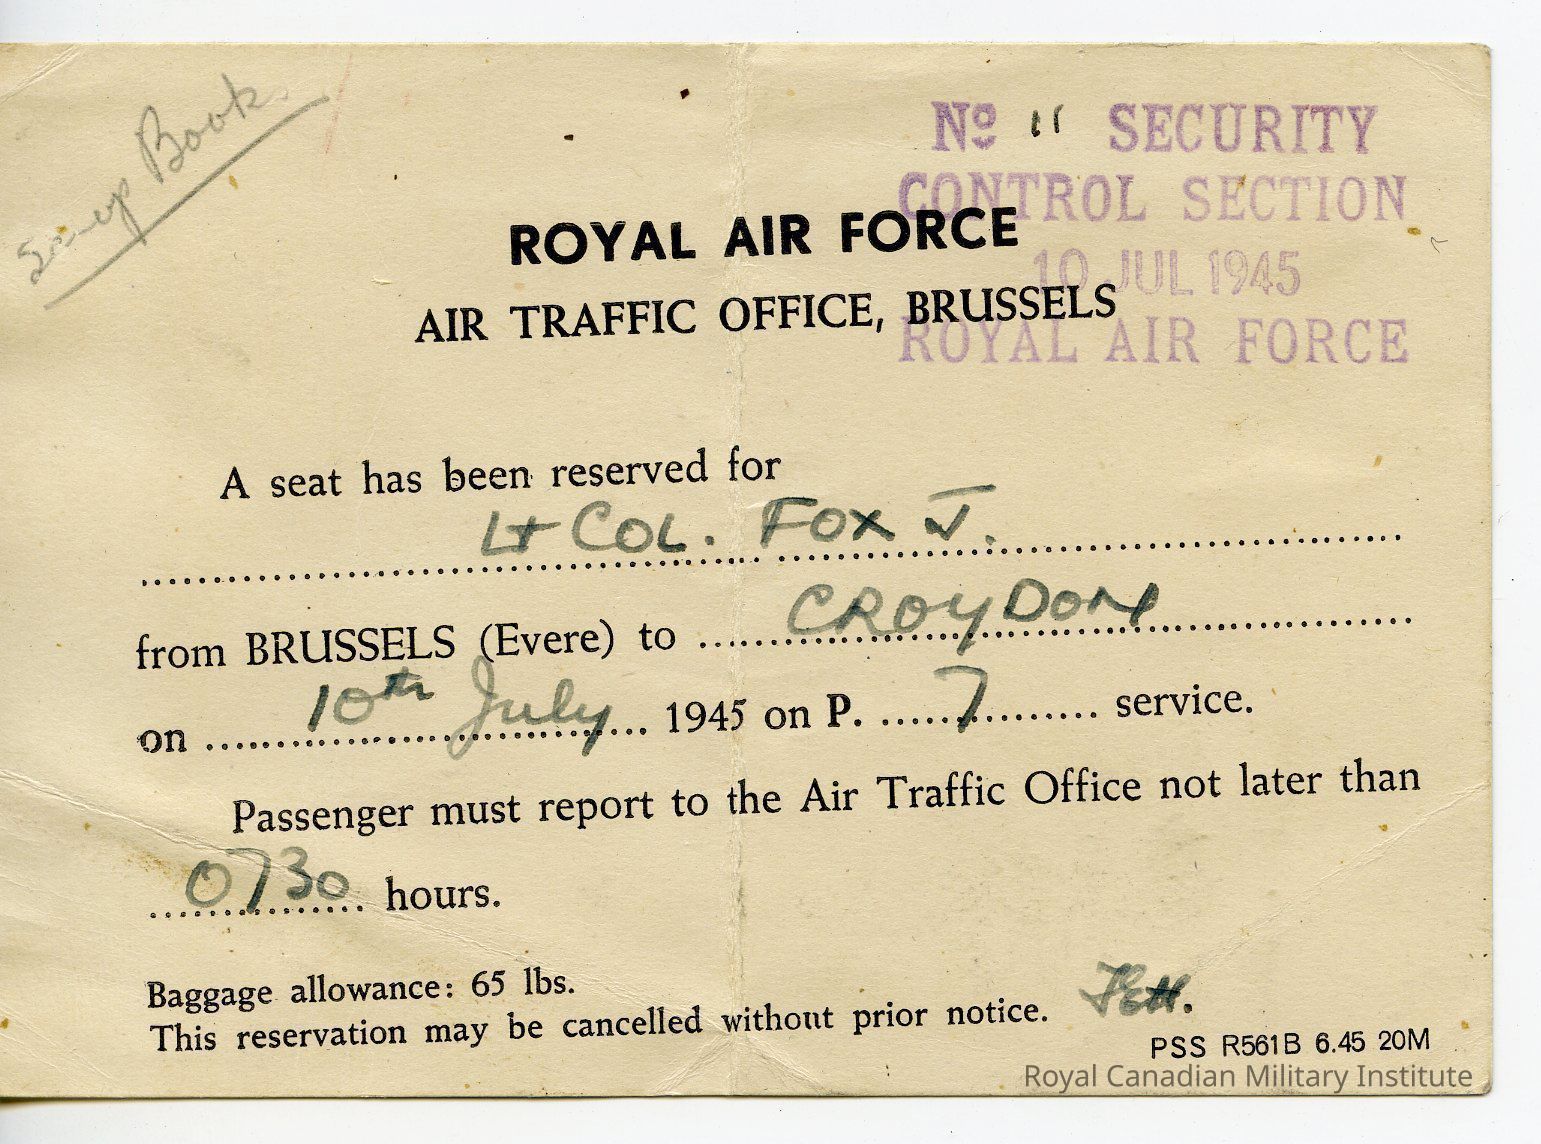 Scrap Book.
No 11 SECURITY
CONTROL SECTION
10 JUL 1945
ROYAL AIR FORCE
ROYAL AIR FORCE
AIR TRAFFIC OFFICE, BRUSSELS
A seat has been reserved for
Lt COL. FOX J.
from BRUSSELS (Evere) to CROYDON
on 10th July 1945 on P. 7 service.
Passenger must report to the Air Traffic Office not later than
0730 hours.
Baggage allowance: 65 lbs.
This reservation may be cancelled without prior notice.
PSS R561B 6.45 20M
Royal Canadian Military Institute